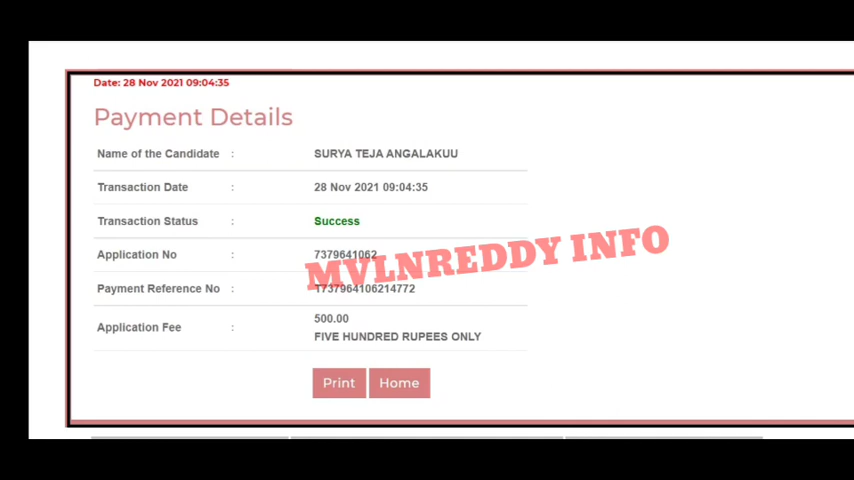 Date: 28 Nov 2021 09:04:35
Payment Details
Name of the Candidate : SURYA TEJA ANGALAKUU
Transaction Date : 28 Nov 2021 09:04:35
Transaction Status : Success
Application No : 7379641062
MVLNREDDY INFO
Payment Reference No : T737964106214772
Application Fee : 500.00
FIVE HUNDRED RUPEES ONLY
Print Home